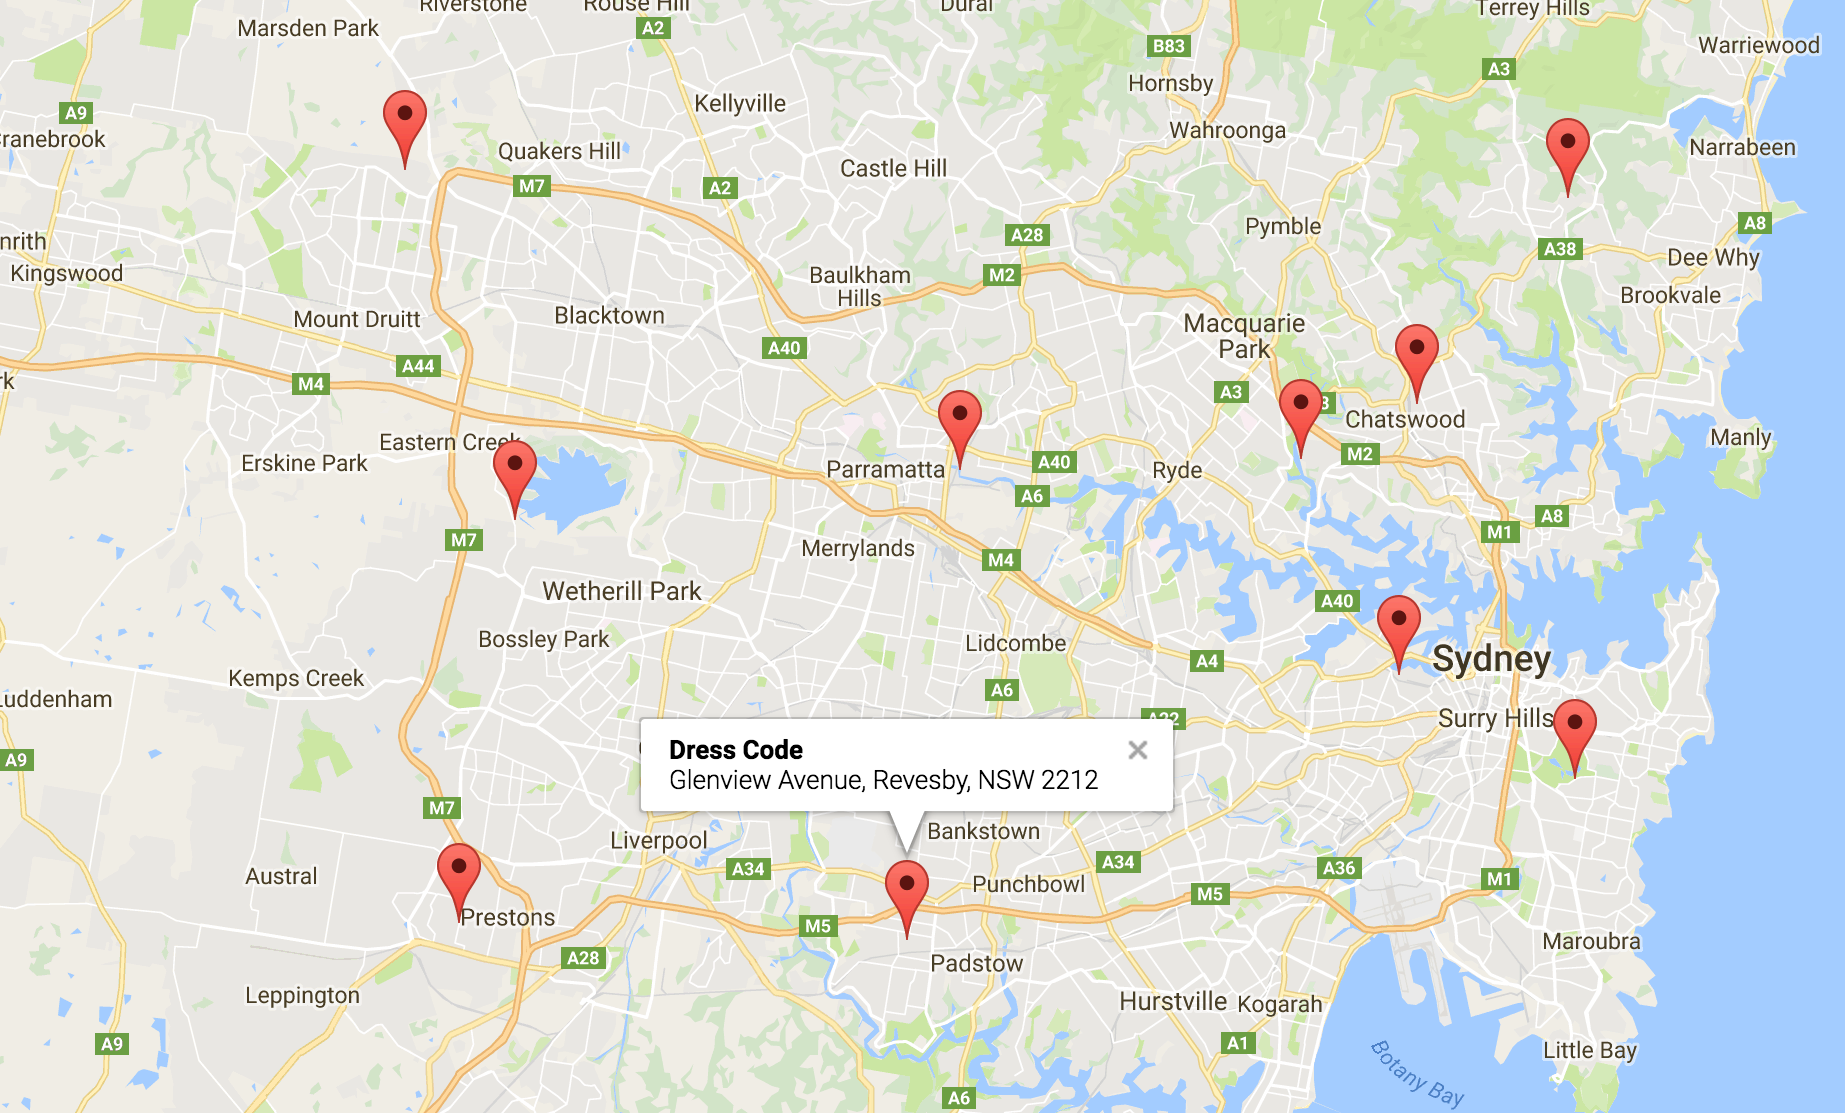 Riverstone
Rouse Hill
Dural
Terrey Hills
Marsden Park
A2
B83
Warriewood
A3
Hornsby
A9
Kellyville
Wahroonga
Quakers Hill
Castle Hill
Narrabeen
M7
A2
Pymble
A28
A8
A38
Kingswood
Baulkham
Hills
M2
Dee Why
Brookvale
Mount Druitt
Blacktown
Macquarie
Park
A40
A44
M4
A3
Chatswood
Eastern Creek
Erskine Park
Manly
Parramatta
A40
Ryde
M2
A6
A8
M1
M7
Merrylands
M4
Wetherill Park
A40
Bossley Park
Lidcombe
Sydney
A4
Kemps Creek
A6
Luddenham
Surry Hills
A22
Dress Code
Glenview Avenue, Revesby, NSW 2212
A9
M7
Bankstown
Liverpool
A34
A34
A36
Austral
Punchbowl
M5
M1
Prestons
M5
Maroubra
A28
Padstow
Leppington
Hurstville
Kogarah
A9
A1
Little Bay
Botany Bay
A6